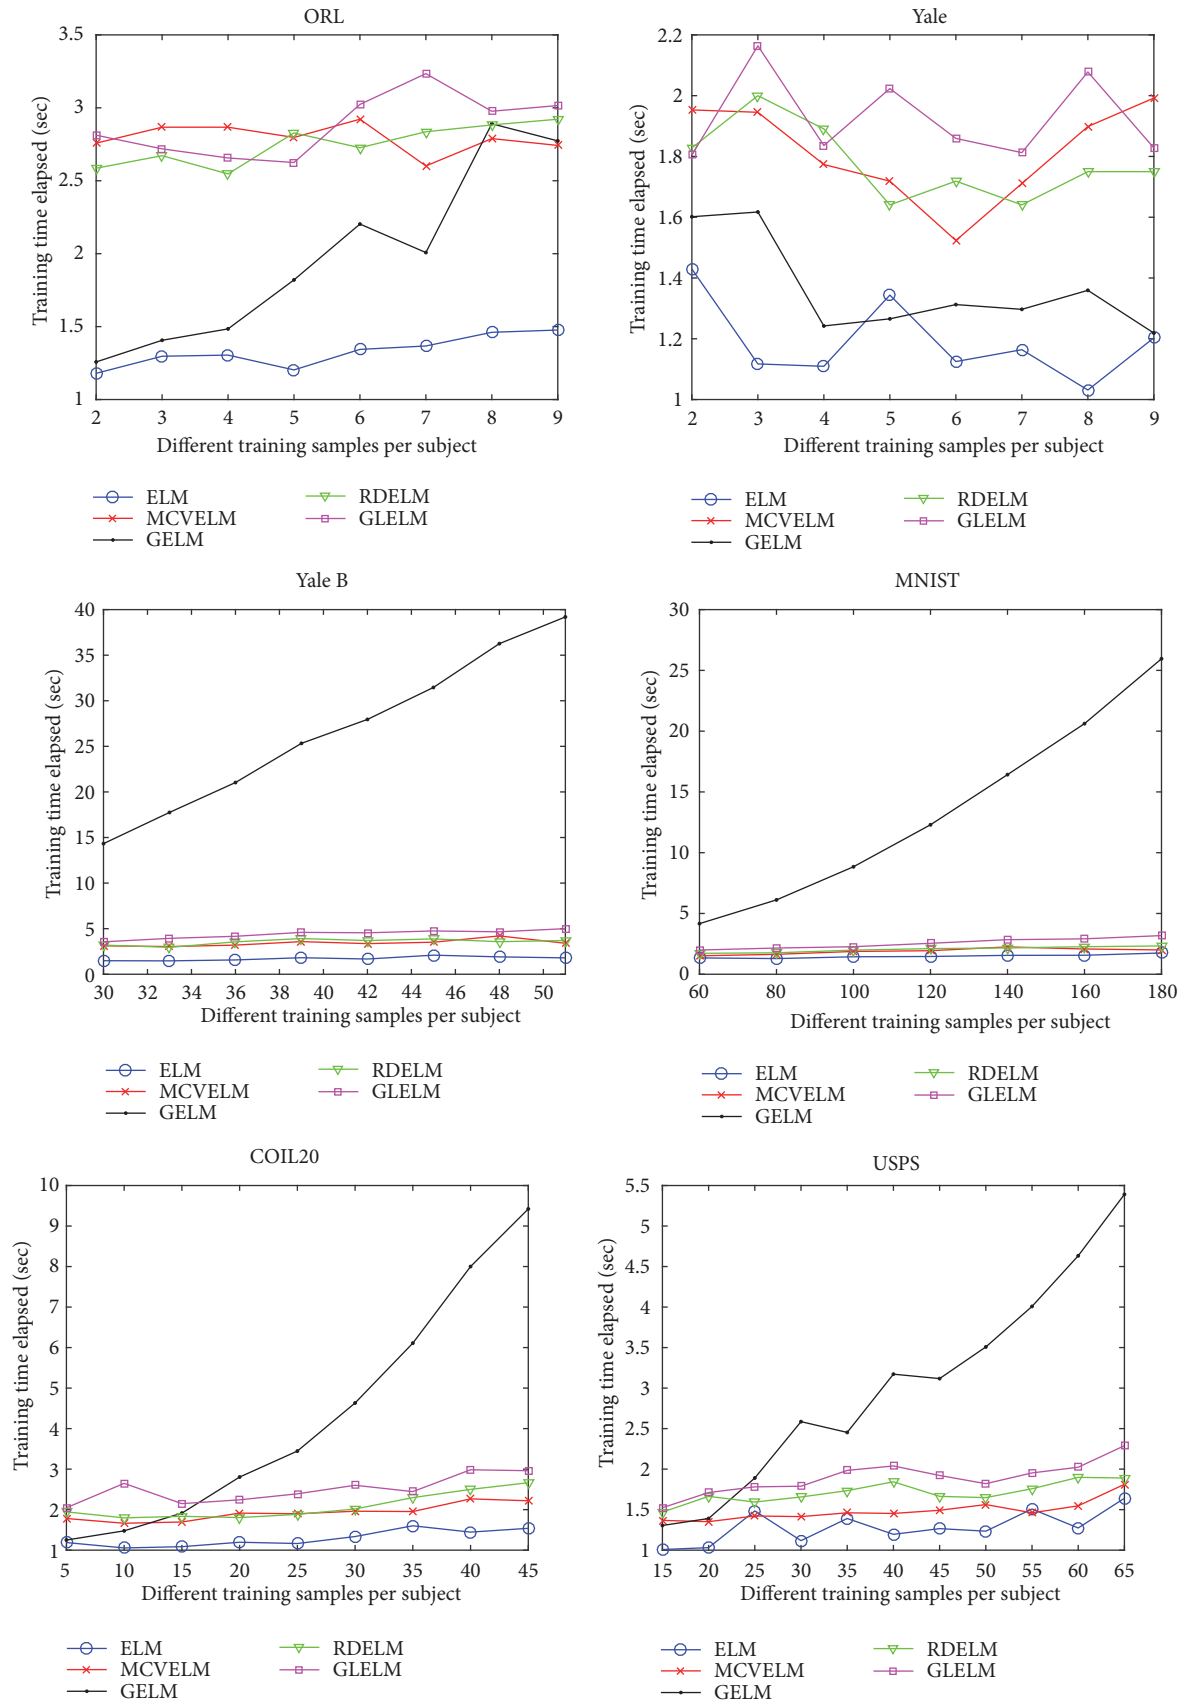 ORL
3.5
3
2.5
2
1.5
1
Training time elapsed (sec)
2 3 4 5 6 7 8 9
Different training samples per subject
ELM
MCVELM
GELM
RDELM
GLELM
Yale
2.2
2
1.8
1.6
1.4
1.2
1
Training time elapsed (sec)
2 3 4 5 6 7 8 9
Different training samples per subject
ELM
MCVELM
GELM
RDELM
GLELM
Yale B
40
35
30
25
20
15
10
5
0
Training time elapsed (sec)
30 32 34 36 38 40 42 44 46 48 50
Different training samples per subject
ELM
MCVELM
GELM
RDELM
GLELM
MNIST
30
25
20
15
10
5
0
Training time elapsed (sec)
60 80 100 120 140 160 180
Different training samples per subject
ELM
MCVELM
GELM
RDELM
GLELM
COIL20
10
9
8
7
6
5
4
3
2
1
Training time elapsed (sec)
5 10 15 20 25 30 35 40 45
Different training samples per subject
ELM
MCVELM
GELM
RDELM
GLELM
USPS
5.5
5
4.5
4
3.5
3
2.5
2
1.5
1
Training time elapsed (sec)
15 20 25 30 35 40 45 50 55 60 65
Different training samples per subject
ELM
MCVELM
GELM
RDELM
GLELM